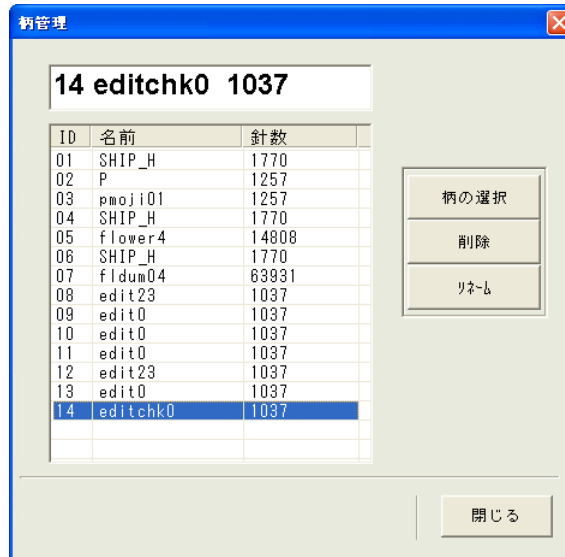 柄管理
14 editchk0 1037
ID 名前 針数
01 SHIP_H 1770
02 P 1257
03 pmoji01 1257
04 SHIP_H 1770
05 flower4 14808
06 SHIP_H 1770
07 fldum04 63931
08 edit23 1037
09 edit0 1037
10 edit0 1037
11 edit0 1037
12 edit23 1037
13 edit0 1037
14 editchk0 1037
柄の選択
削除
ﾘﾈｰﾑ
閉じる